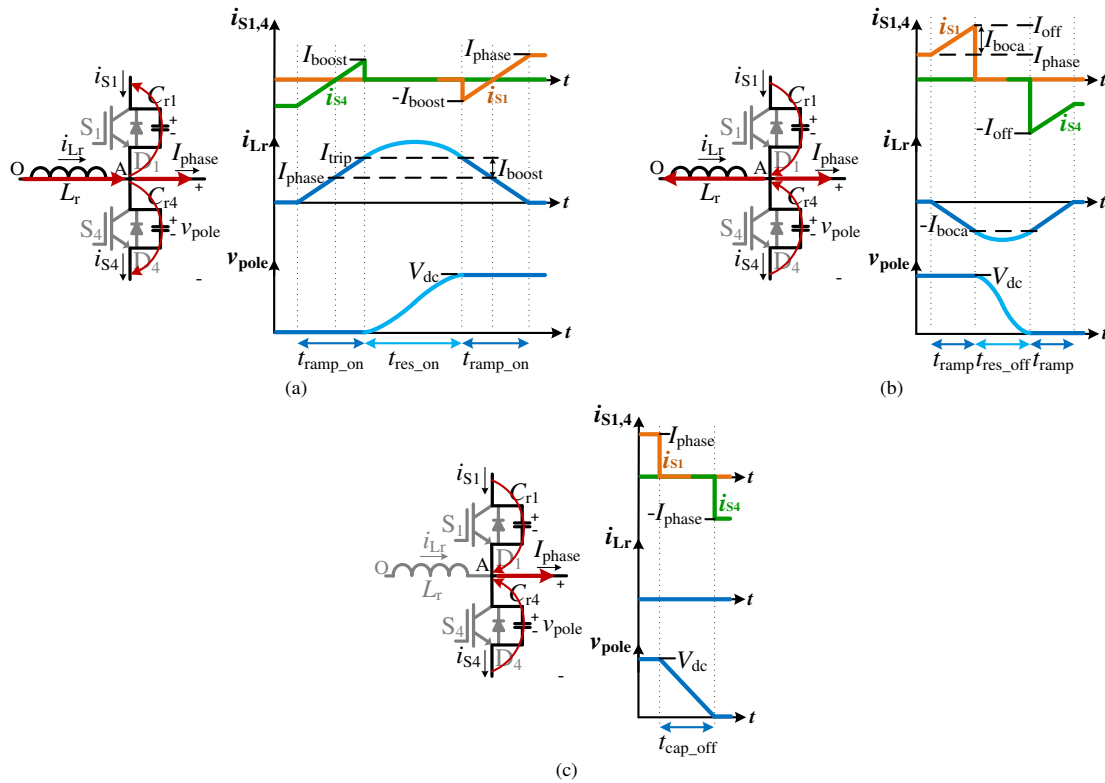 iS1,4
Iboost
Iphase
t
iS4
-Iboost
iS1
iS1
Cr1
S1
+
-
D1
iLr
O
Lr
A
Iphase
+
Cr4
S4
+
-
vpole
D4
iS4
-
iLr
Itrip
Iphase
Iboost
t
vpole
Vdc
t
tramp_on
tres_on
tramp_on
(a)
iS1,4
iS1
Ioff
Iboca
Iphase
t
-Ioff
iS4
iS1
Cr1
S1
+
-
D1
iLr
O
Lr
A
Iphase
+
Cr4
S4
+
-
vpole
D4
iS4
-
iLr
t
-Iboca
vpole
Vdc
t
tramp
tres_off
tramp
(b)
iS1,4
Iphase
iS1
t
iS4
-Iphase
iS1
Cr1
S1
+
-
D1
iLr
O
Lr
A
Iphase
+
Cr4
S4
+
-
vpole
D4
iS4
-
iLr
t
vpole
Vdc
t
tcap_off
(c)